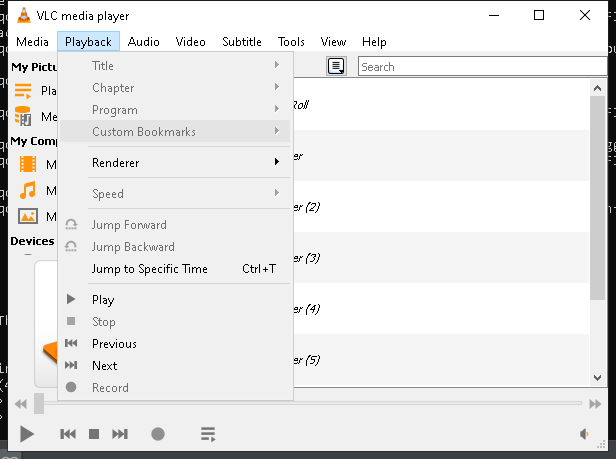 VLC media player
Media Playback Audio Video Subtitle Tools View Help
My Pictu
Pla
Me
My Comp
M
M
M
Devices
Title
Chapter
Program
Custom Bookmarks
Renderer
Speed
Jump Forward
Jump Backward
Jump to Specific Time Ctrl+T
Play
Stop
Previous
Next
Record
Search
Roll
er
er (2)
er (3)
er (4)
er (5)